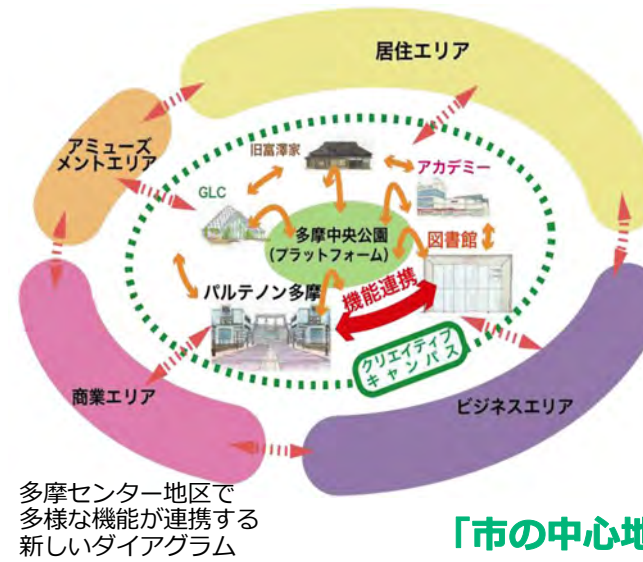 居住エリア
アミューズ
メントエリア
旧富澤家
アカデミー
GLC
多摩中央公園
(プラットフォーム)
図書館
パルテノン多摩
機能連携
クリエイティブ
キャンパス
商業エリア
ビジネスエリア
多摩センター地区で
多様な機能が連携する
新しいダイアグラム
「市の中心地